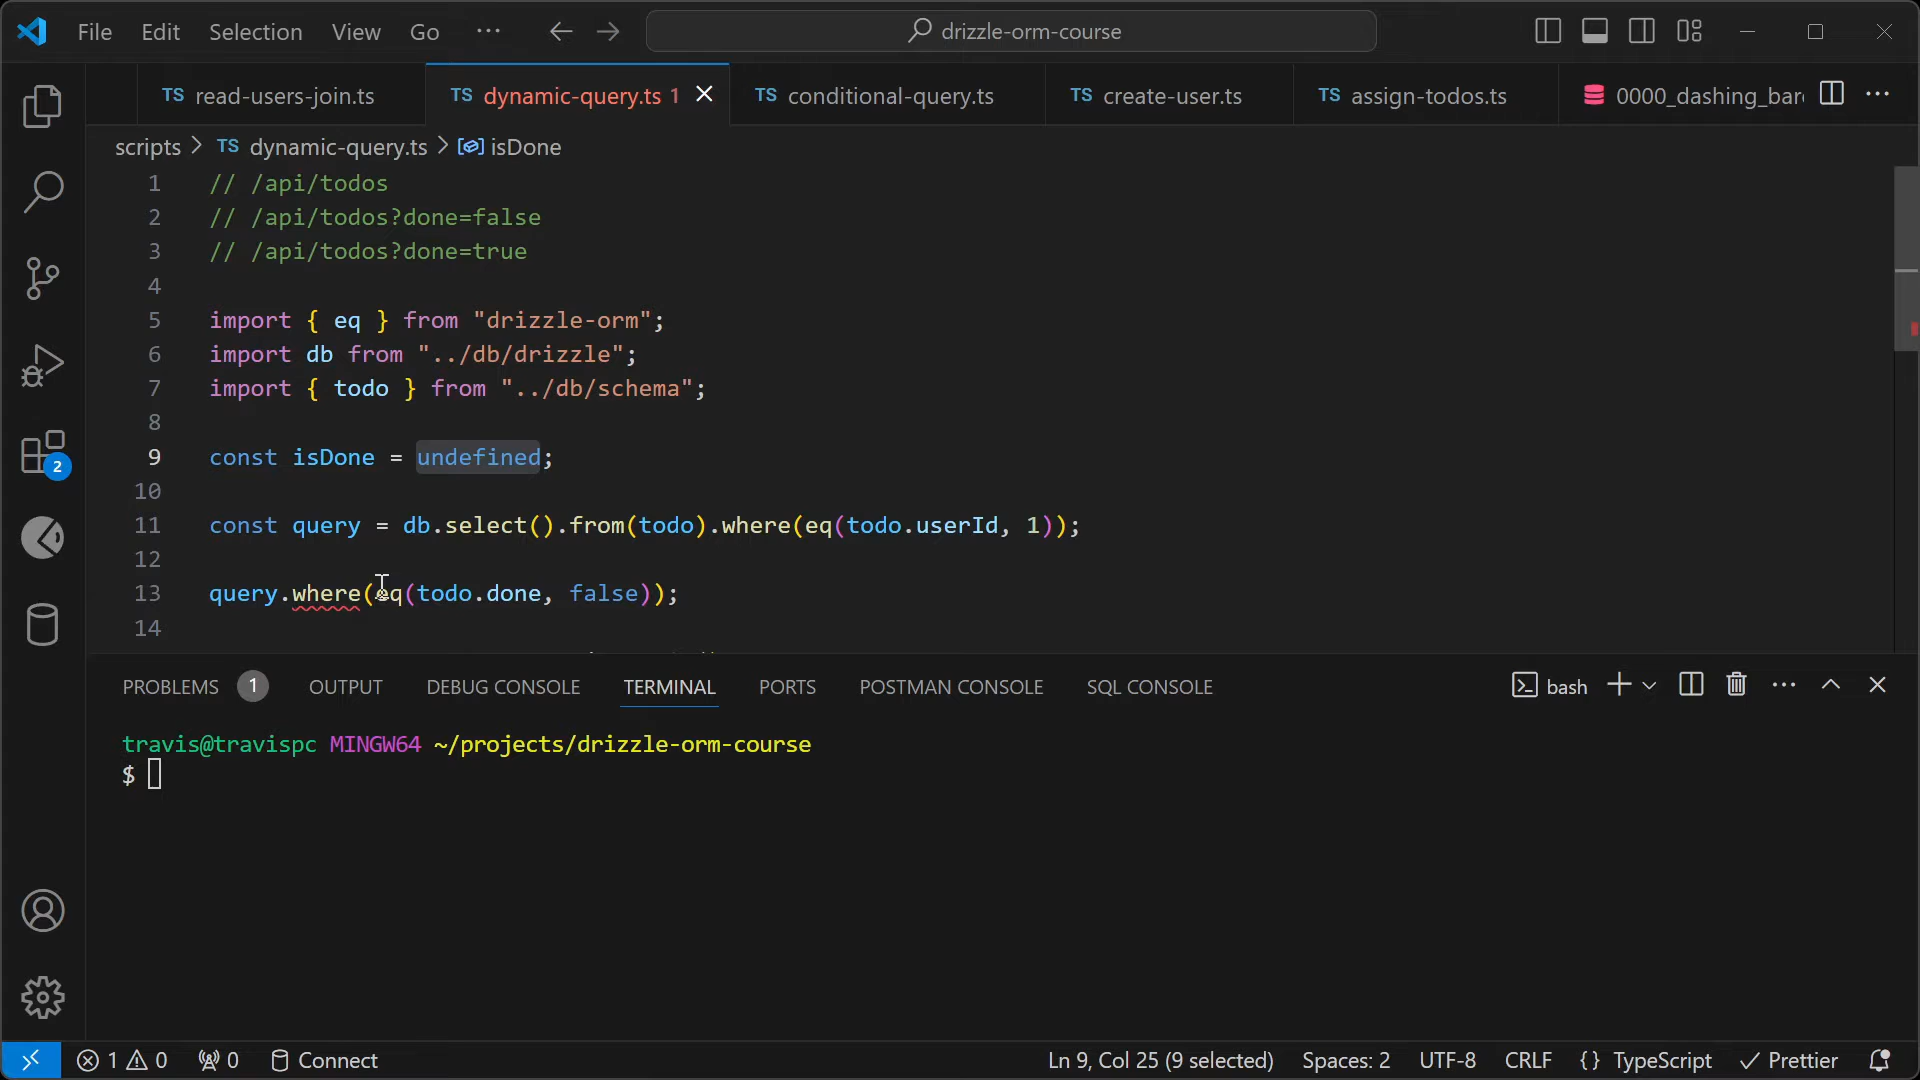 File Edit Selection View Go ··· drizzle-orm-course
TS read-users-join.ts TS dynamic-query.ts 1 TS conditional-query.ts TS create-user.ts TS assign-todos.ts 0000_dashing_bar
scripts > TS dynamic-query.ts > isDone
1 // /api/todos
2 // /api/todos?done=false
3 // /api/todos?done=true
4
5 import { eq } from "drizzle-orm";
6 import db from "../db/drizzle";
7 import { todo } from "../db/schema";
8
9 const isDone = undefined;
10
11 const query = db.select().from(todo).where(eq(todo.userId, 1));
12
13 query.where(eq(todo.done, false));
14
PROBLEMS 1 OUTPUT DEBUG CONSOLE TERMINAL PORTS POSTMAN CONSOLE SQL CONSOLE bash
travis@travispc MINGW64 ~/projects/drizzle-orm-course
$
2
1 0 0 Connect Ln 9, Col 25 (9 selected) Spaces: 2 UTF-8 CRLF {} TypeScript Prettier